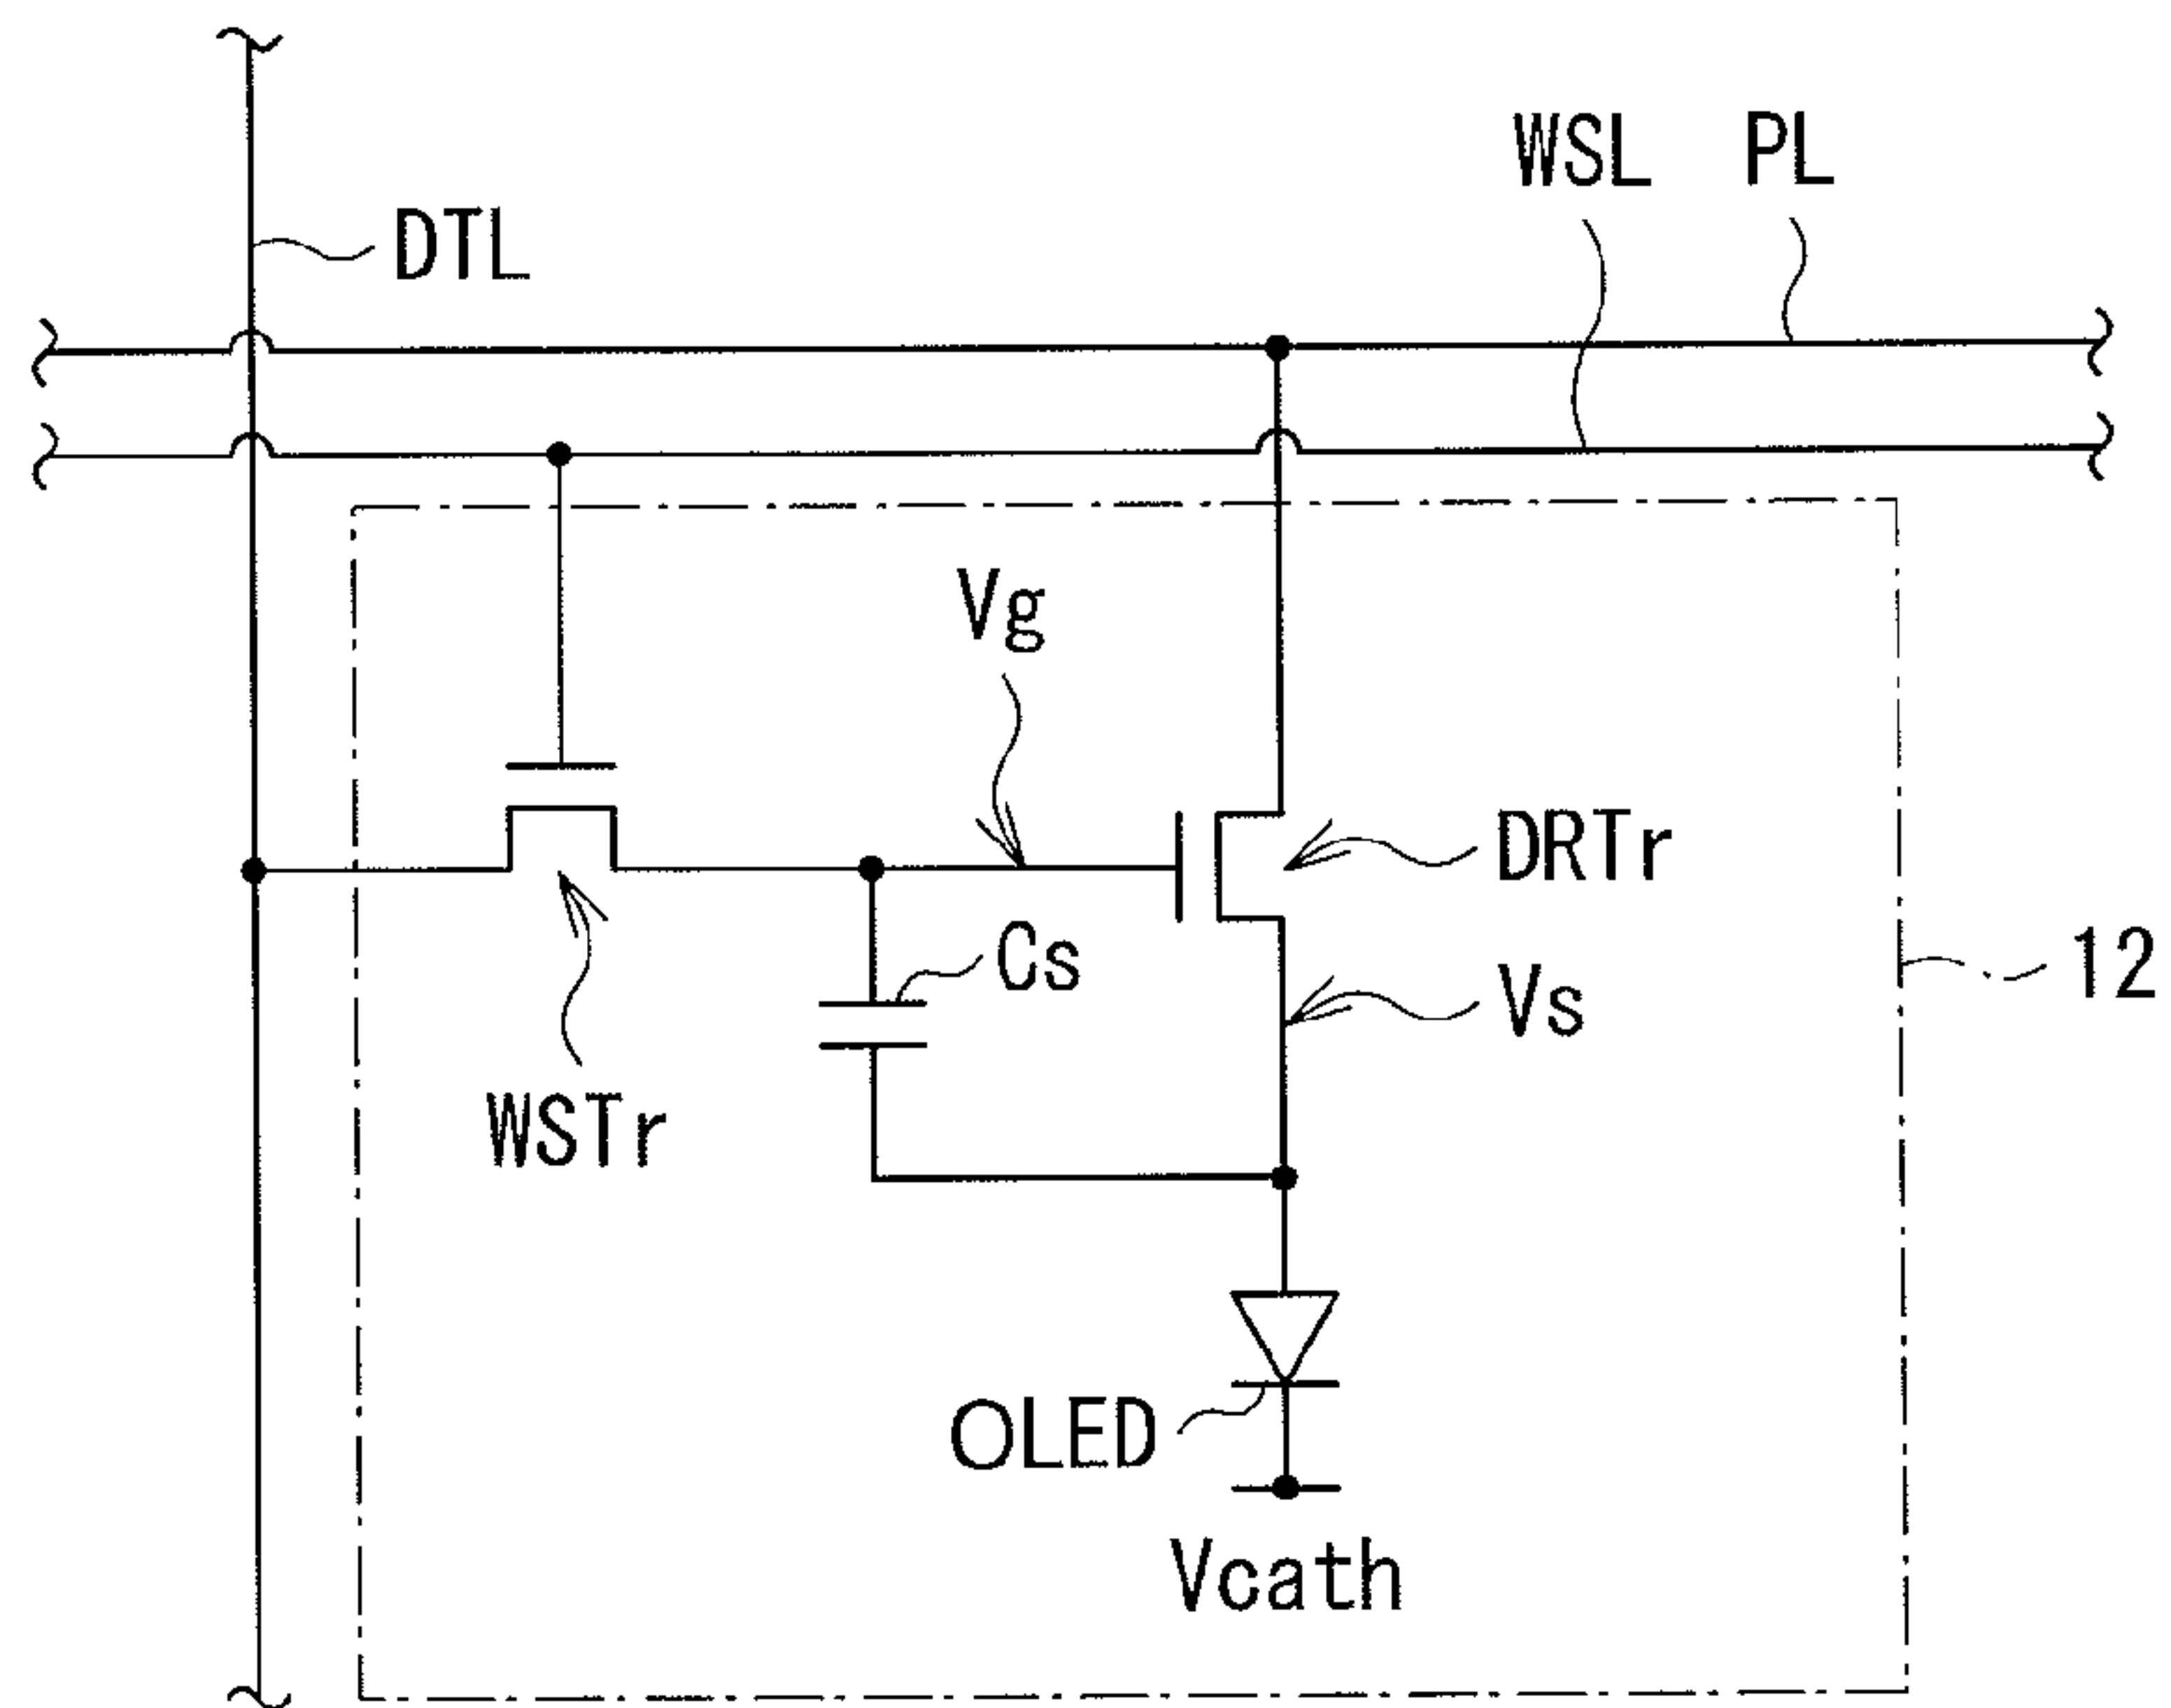 WSL PL
DTL
Vg
DRTr
12
Cs
Vs
WSTr
OLED
Vcath